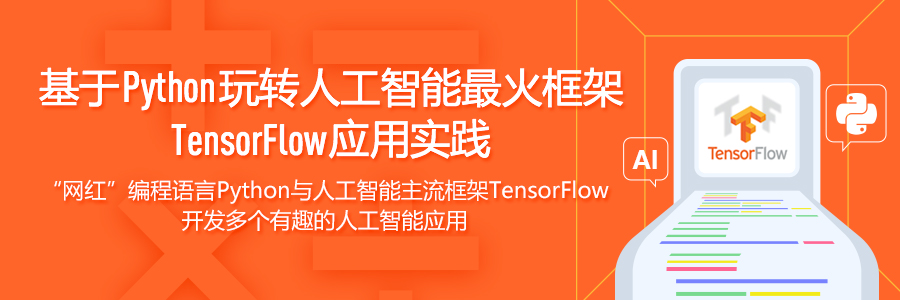 基于Python玩转人工智能最火框架
TensorFlow应用实践
“网红”编程语言Python与人工智能主流框架TensorFlow
开发多个有趣的人工智能应用
TensorFlow
AI